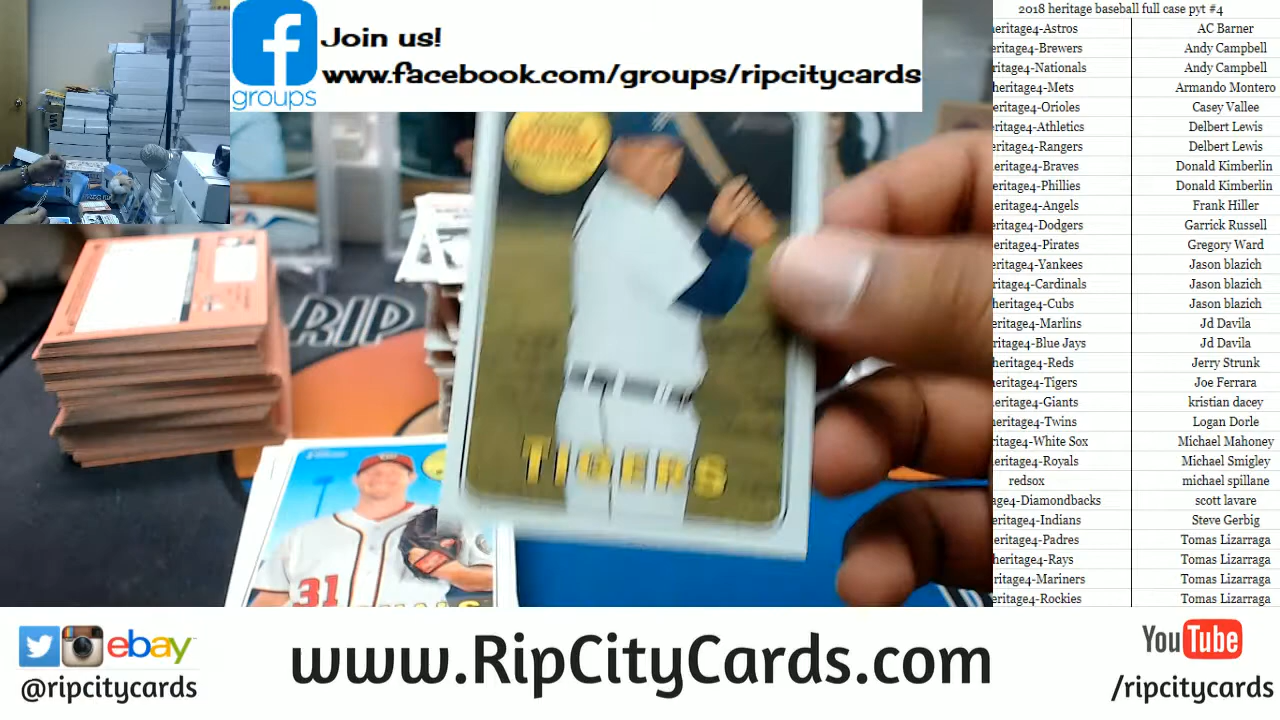 2018 heritage baseball full case pyt #4
eritage4-Astros AC Barner
eritage4-Brewers Andy Campbell
eritage4-Nationals Andy Campbell
heritage4-Mets Armando Montero
eritage4-Orioles Casey Vallee
eritage4-Athletics Delbert Lewis
eritage4-Rangers Delbert Lewis
eritage4-Braves Donald Kimberlin
eritage4-Phillies Donald Kimberlin
eritage4-Angels Frank Hiller
eritage4-Dodgers Garrick Russell
eritage4-Pirates Gregory Ward
eritage4-Yankees Jason blazich
eritage4-Cardinals Jason blazich
heritage4-Cubs Jason blazich
eritage4-Marlins Jd Davila
eritage4-Blue Jays Jd Davila
heritage4-Reds Jerry Strunk
eritage4-Tigers Joe Ferrara
eritage4-Giants kristian dacey
eritage4-Twins Logan Dorle
ritage4-White Sox Michael Mahoney
eritage4-Royals Michael Smigley
redsox michael spillane
age4-Diamondbacks scott lavare
eritage4-Indians Steve Gerbig
eritage4-Padres Tomas Lizarraga
heritage4-Rays Tomas Lizarraga
ritage4-Mariners Tomas Lizarraga
eritage4-Rockies Tomas Lizarraga
f
groups
Join us!
www.facebook.com/groups/ripcitycards
RIP
TIGERS
31
ebay
@ripcitycards
www.RipCityCards.com
YouTube
/ripcitycards